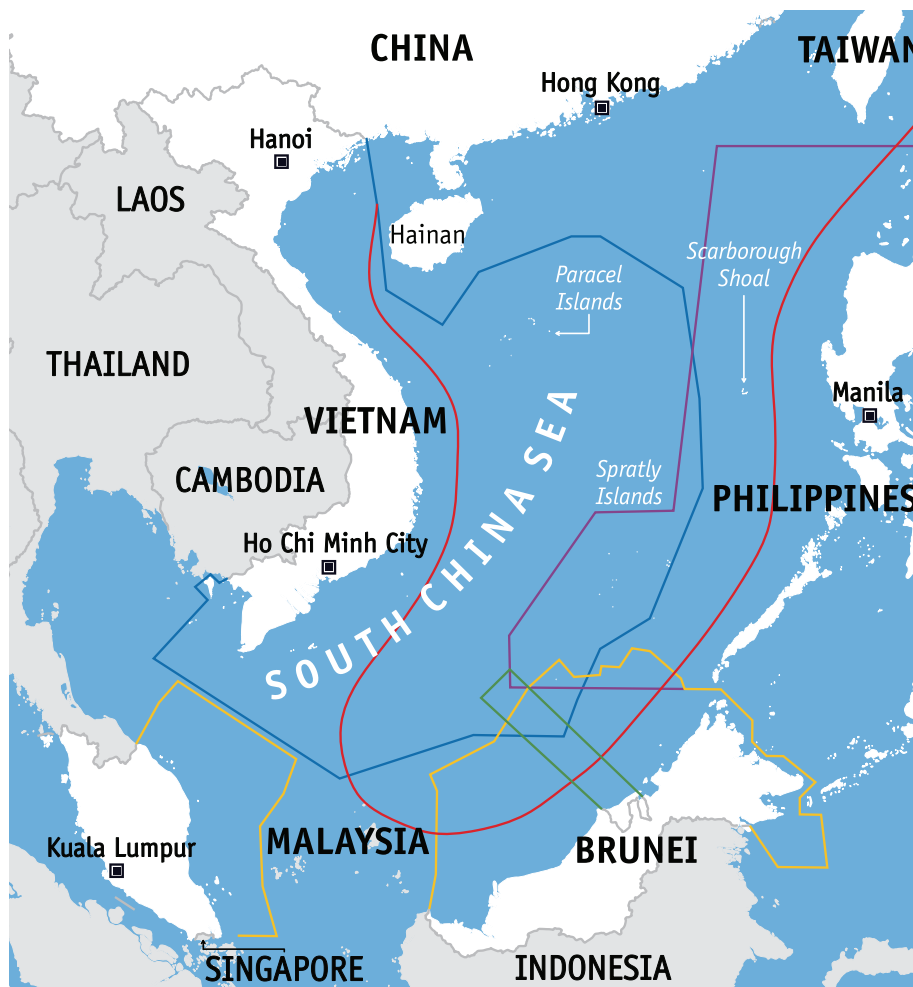 CHINA
TAIWAN
Hong Kong
Hanoi
LAOS
Hainan
Scarborough
Shoal
Paracel
Islands
THAILAND
Manila
VIETNAM
CAMBODIA
Spratly
Islands
PHILIPPINES
Ho Chi Minh City
SOUTH CHINA SEA
MALAYSIA
Kuala Lumpur
BRUNEI
SINGAPORE
INDONESIA